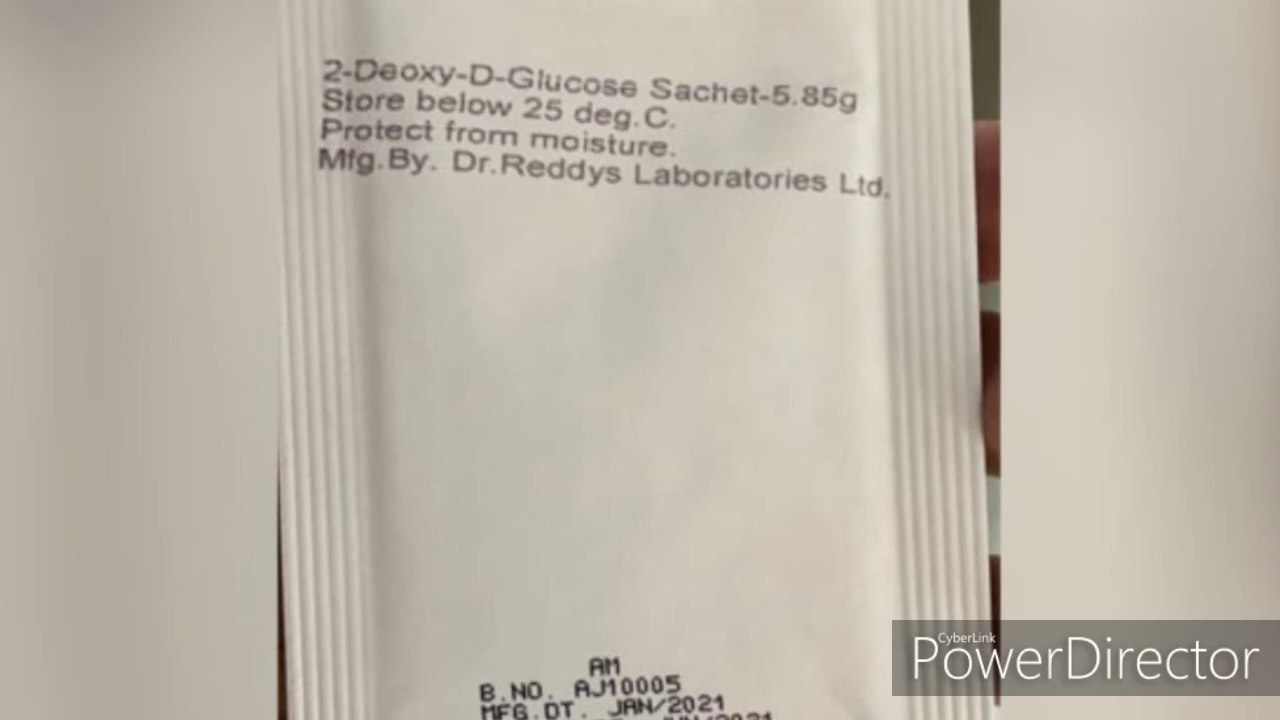 2-Deoxy-D-Glucose Sachet-5.85g
Store below 25 deg.C.
Protect from moisture.
Mfg.By. Dr.Reddys Laboratories Ltd.
AM
B.NO. AJ10005
MFG.DT. JAN/2021
CyberLink
PowerDirector